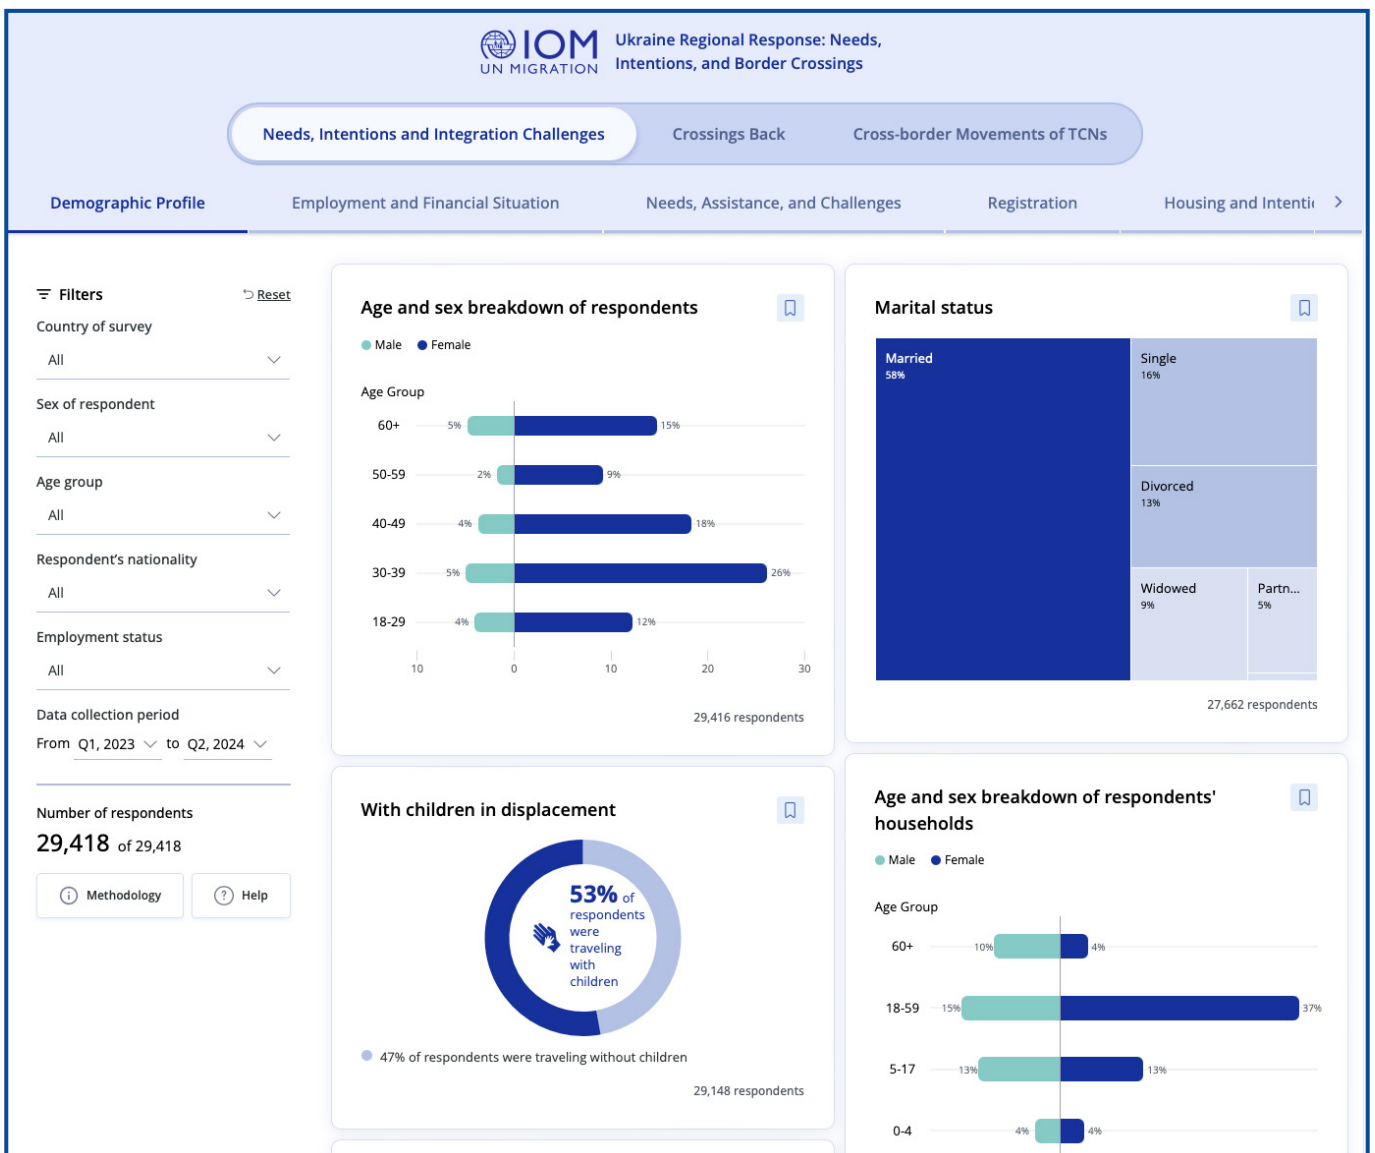 IOM
UN MIGRATION
Ukraine Regional Response: Needs,
Intentions, and Border Crossings
Needs, Intentions and Integration Challenges
Crossings Back
Cross-border Movements of TCNs
Demographic Profile
Employment and Financial Situation
Needs, Assistance, and Challenges
Registration
Housing and Intenti
Filters
Reset
Country of survey
All
Sex of respondent
All
Age group
All
Respondent's nationality
All
Employment status
All
Data collection period
From Q1, 2023 to Q2, 2024
Number of respondents
29,418 of 29,418
Methodology
Help
Age and sex breakdown of respondents
Male Female
Age Group
60+ 5% 15%
50-59 2% 9%
40-49 4% 18%
30-39 5% 26%
18-29 4% 12%
10 0 10 20 30
29,416 respondents
Marital status
Married
58%
Single
16%
Divorced
13%
Widowed
9%
Partn...
5%
27,662 respondents
With children in displacement
53% of
respondents
were
traveling
with
children
47% of respondents were traveling without children
29,148 respondents
Age and sex breakdown of respondents'
households
Male Female
Age Group
60+ 10% 4%
18-59 15% 37%
5-17 13% 13%
0-4 4% 4%